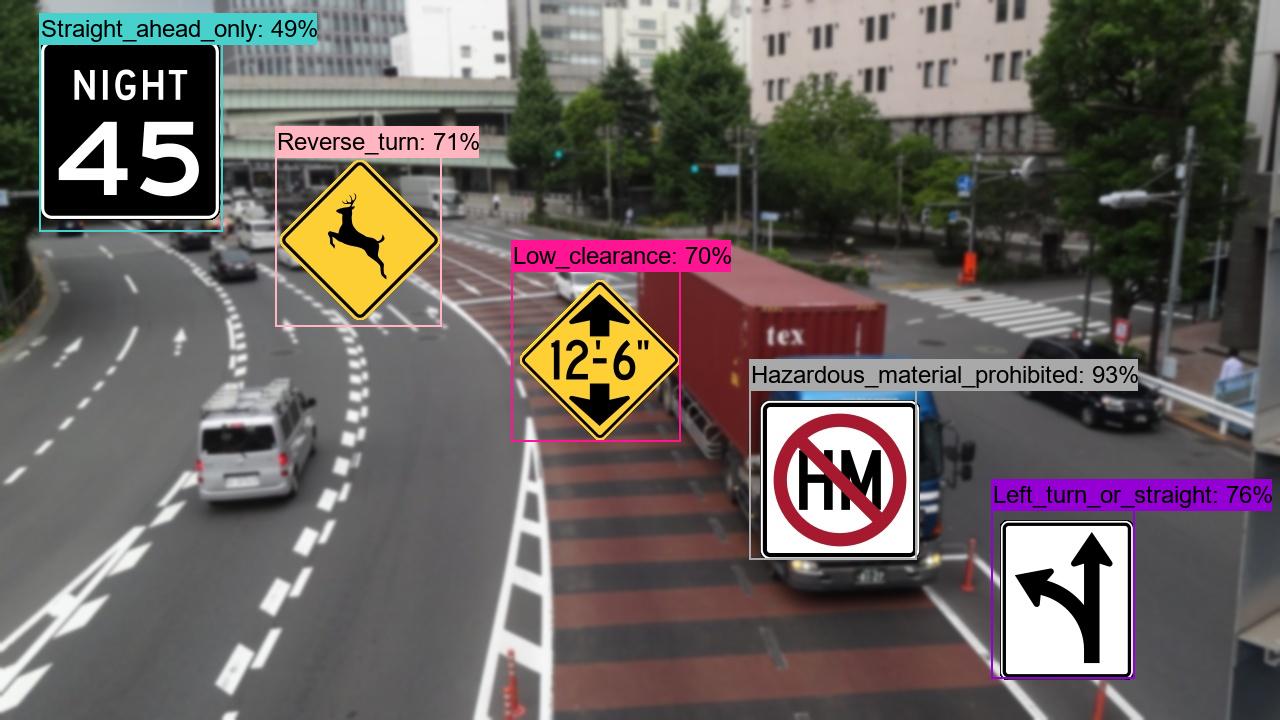 Straight_ahead_only: 49%
NIGHT
45
Reverse_turn: 71%
Low_clearance: 70%
12'-6"
tex
Hazardous_material_prohibited: 93%
HM
Left_turn_or_straight: 76%